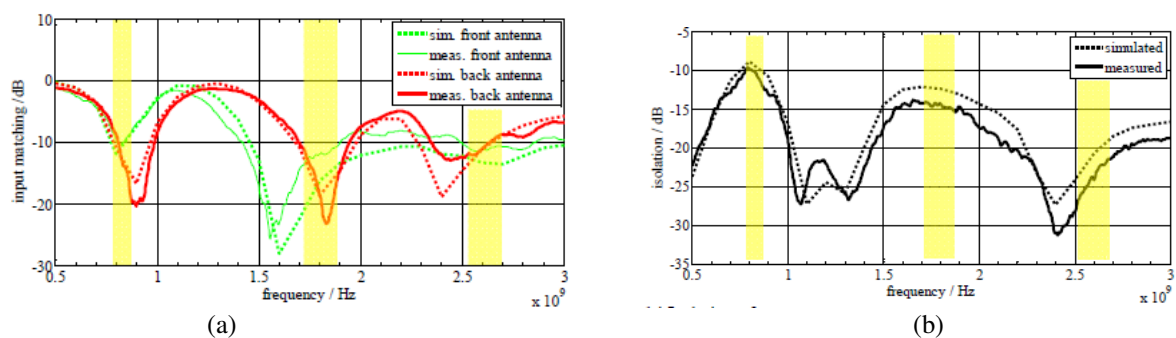 10
0
-10
-20
-30
input matching / dB
sim. front antenna
meas. front antenna
sim. back antenna
meas. back antenna
0.5 1 1.5 2 2.5 3
frequency / Hz
x 10^9
(a)
-5
-10
-15
-20
-25
-30
-35
isolation / dB
simulated
measured
0.5 1 1.5 2 2.5 3
frequency / Hz
x 10^9
(b)